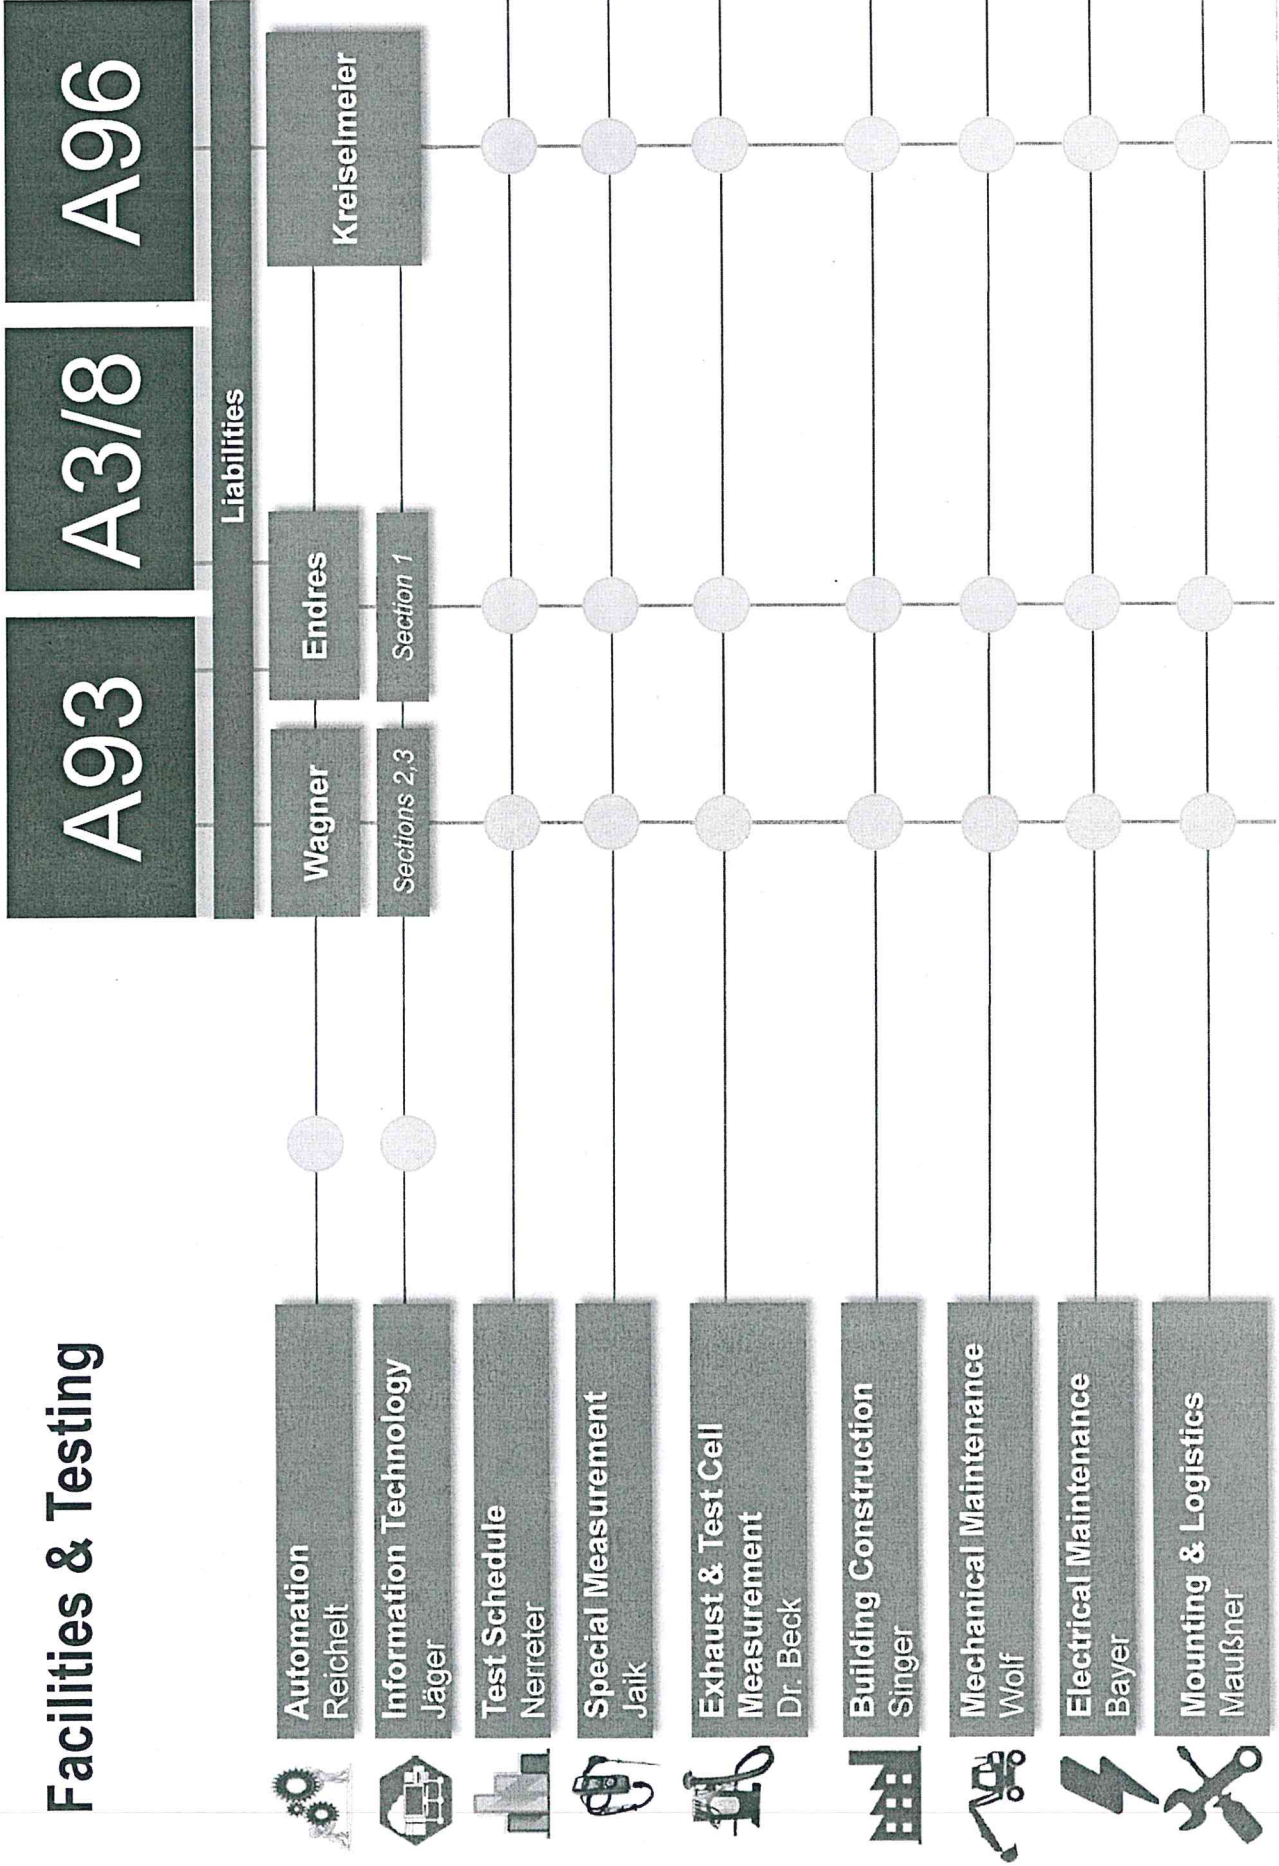 Facilities & Testing
A93
A3/8
A96
Liabilities
Wagner
Endres
Kreiselmeier
Sections 2,3
Section 1
Automation
Reichelt
Information Technology
Jäger
Test Schedule
Nerreter
Special Measurement
Jaik
Exhaust & Test Cell
Measurement
Dr. Beck
Building Construction
Singer
Mechanical Maintenance
Wolf
Electrical Maintenance
Bayer
Mounting & Logistics
Maußner